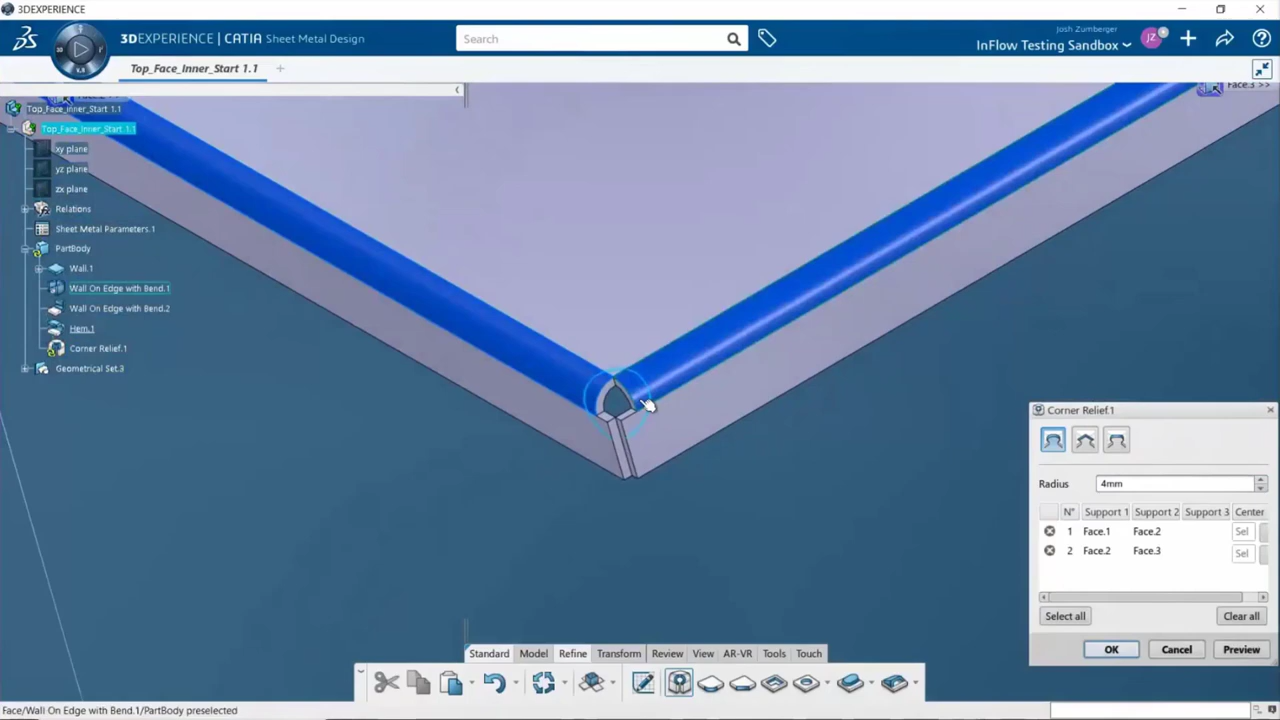 3DEXPERIENCE
3DEXPERIENCE | CATIA Sheet Metal Design
Search
Josh Zumberger
InFlow Testing Sandbox
JZ
3D
V.R
Top_Face_Inner_Start 1.1
Face.3 >>
Top_Face_Inner_Start 1.1
Top_Face_Inner_Start.1.1
xy plane
yz plane
zx plane
Relations
Sheet Metal Parameters.1
PartBody
Wall.1
Wall On Edge with Bend.1
Wall On Edge with Bend.2
Hem.1
Corner Relief.1
Geometrical Set.3
Corner Relief.1
Radius 4mm
N° Support 1 Support 2 Support 3 Center
1 Face.1 Face.2 Sel
2 Face.2 Face.3 Sel
Select all Clear all
OK Cancel Preview
Standard Model Refine Transform Review View AR-VR Tools Touch
Face/Wall On Edge with Bend.1/PartBody preselected